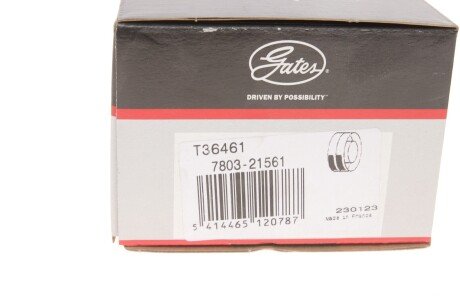 Gates®
DRIVEN BY POSSIBILITY™
T36461
7803-21561
5 414465 120787
230123
Made in France